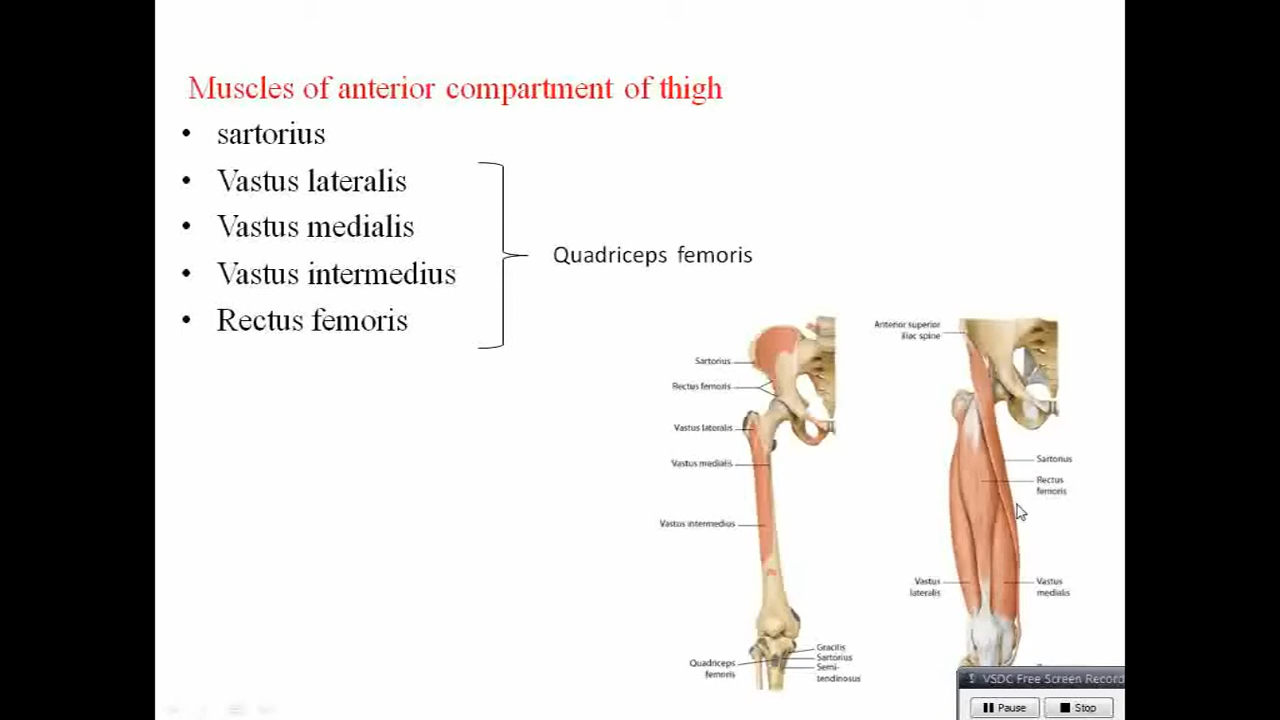 Muscles of anterior compartment of thigh
• sartorius
• Vastus lateralis
• Vastus medialis
• Vastus intermedius
• Rectus femoris
Quadriceps femoris
Sartorius
Rectus femoris
Vastus lateralis
Vastus medialis
Vastus intermedius
Quadriceps
femoris
Gracilis
Sartorius
Semi-
tendinosus
Anterior superior
iliac spine
Sartorius
Rectus
femoris
Vastus
lateralis
Vastus
medialis
VSDC Free Screen Record
Pause
Stop